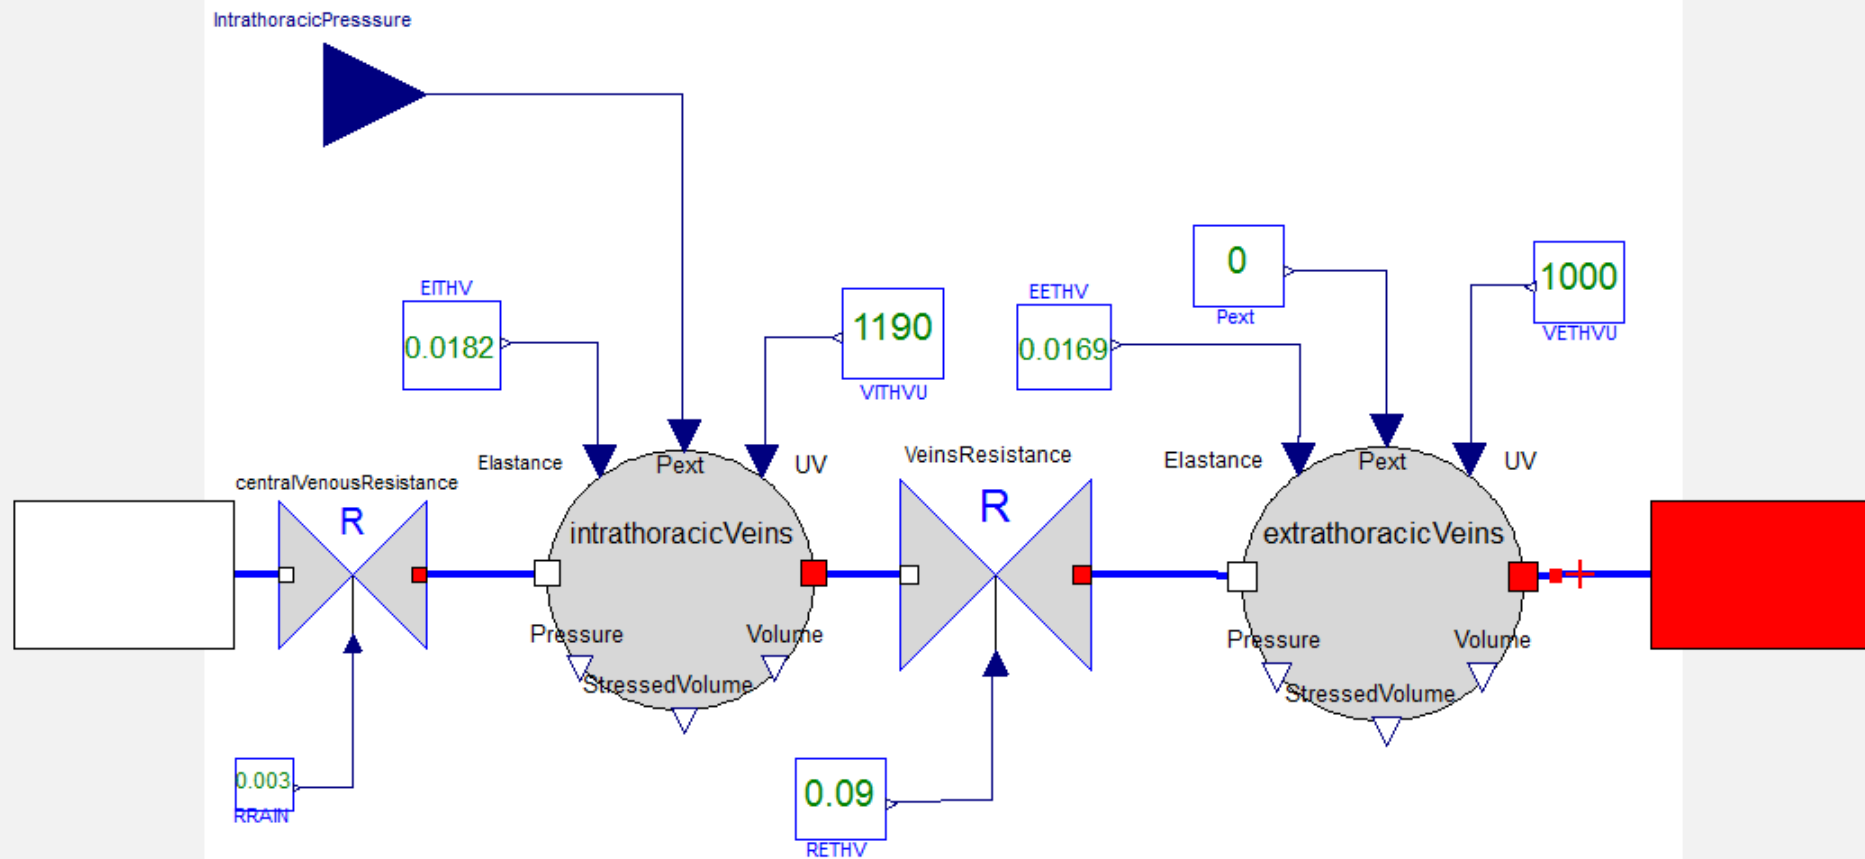 IntrathoracicPresssure
0
Pext
1000
VETHVU
EITHV
0.0182
1190
VITHVU
EETHV
0.0169
Elastance
Pext
UV
VeinsResistance
Elastance
Pext
UV
centralVenousResistance
R
R
intrathoracicVeins
extrathoracicVeins
Pressure
Volume
StressedVolume
Pressure
Volume
StressedVolume
0.003
RRAIN
0.09
RETHV